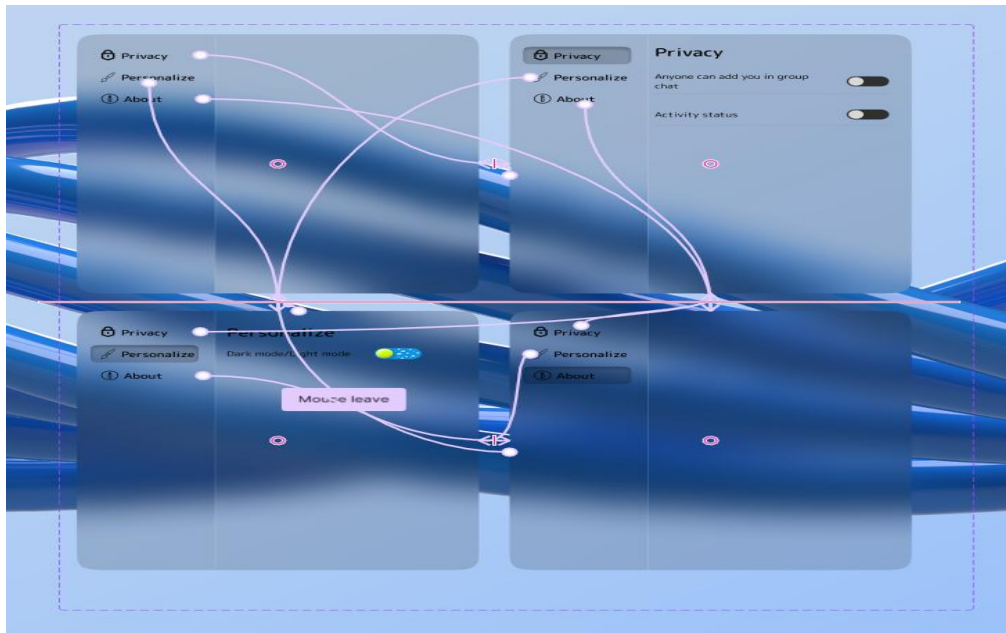 Privacy
Personalize
About
Privacy
Personalize
About
Privacy
Anyone can add you in group
chat
Activity status
Privacy
Personalize
About
Personalize
Dark mode/Light mode
Mouse leave
Privacy
Personalize
About